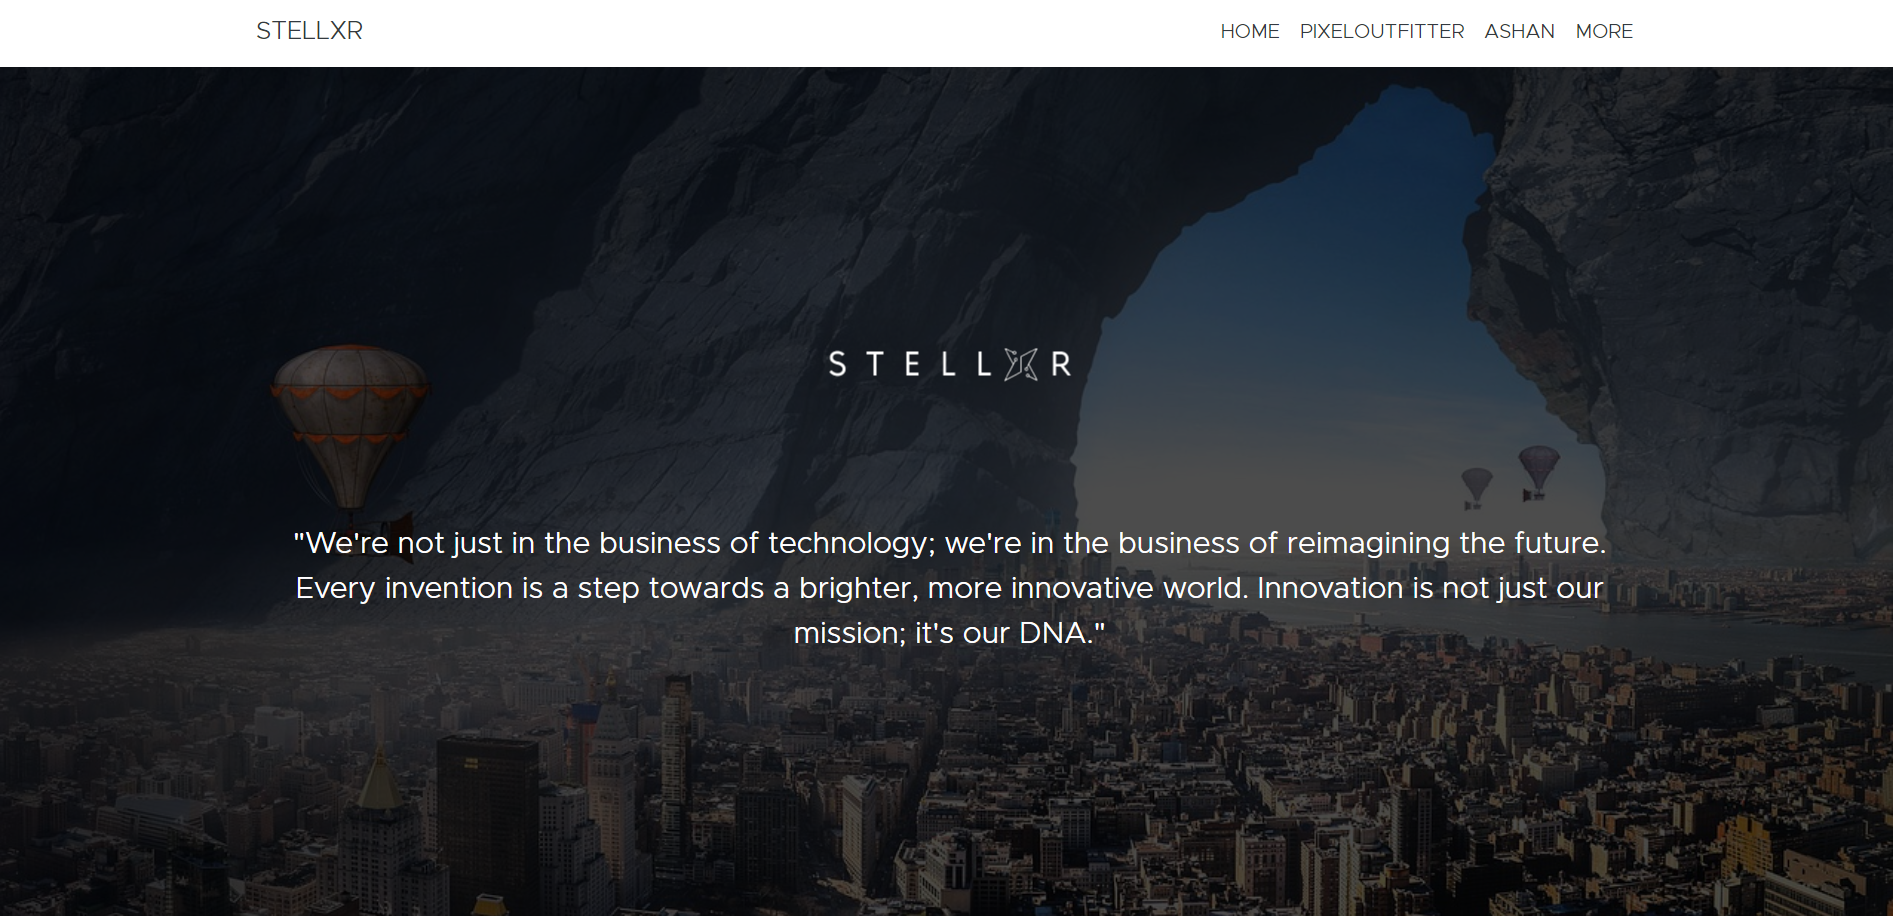 STELLXR
HOME PIXELOUTFITTER ASHAN MORE
STELLXR
"We're not just in the business of technology; we're in the business of reimagining the future.
Every invention is a step towards a brighter, more innovative world. Innovation is not just our
mission; it's our DNA."